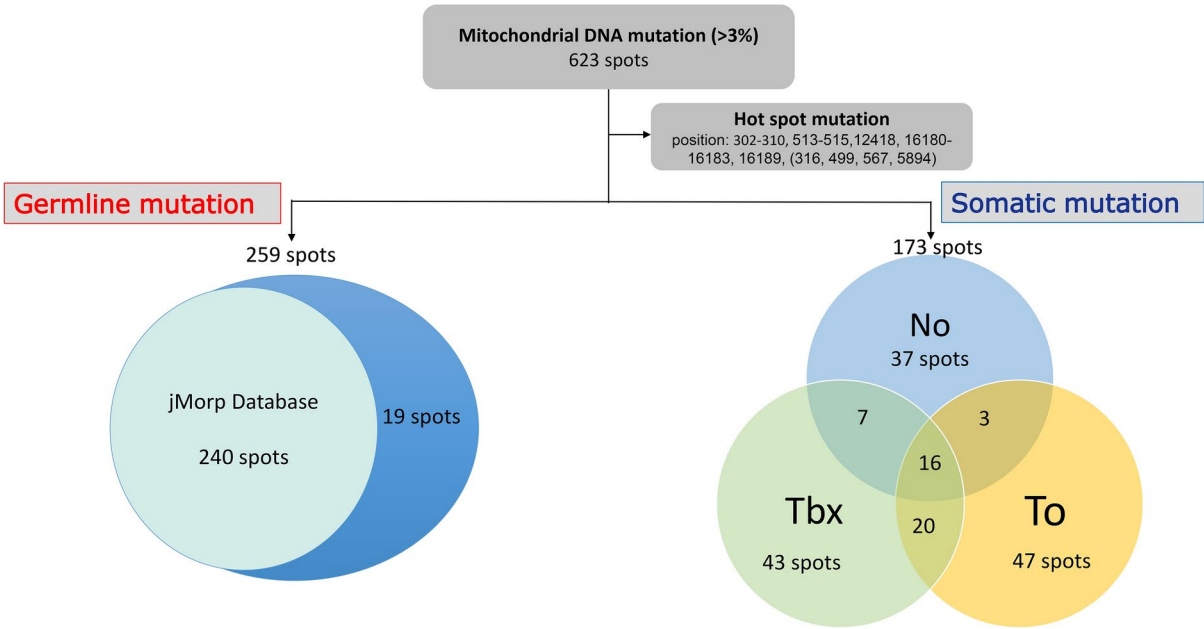 Mitochondrial DNA mutation (>3%)
623 spots
Hot spot mutation
position: 302-310, 513-515,12418, 16180-
16183, 16189, (316, 499, 567, 5894)
Germline mutation
Somatic mutation
259 spots
173 spots
jMorp Database
240 spots
19 spots
No
37 spots
7
3
16
20
Tbx
43 spots
To
47 spots